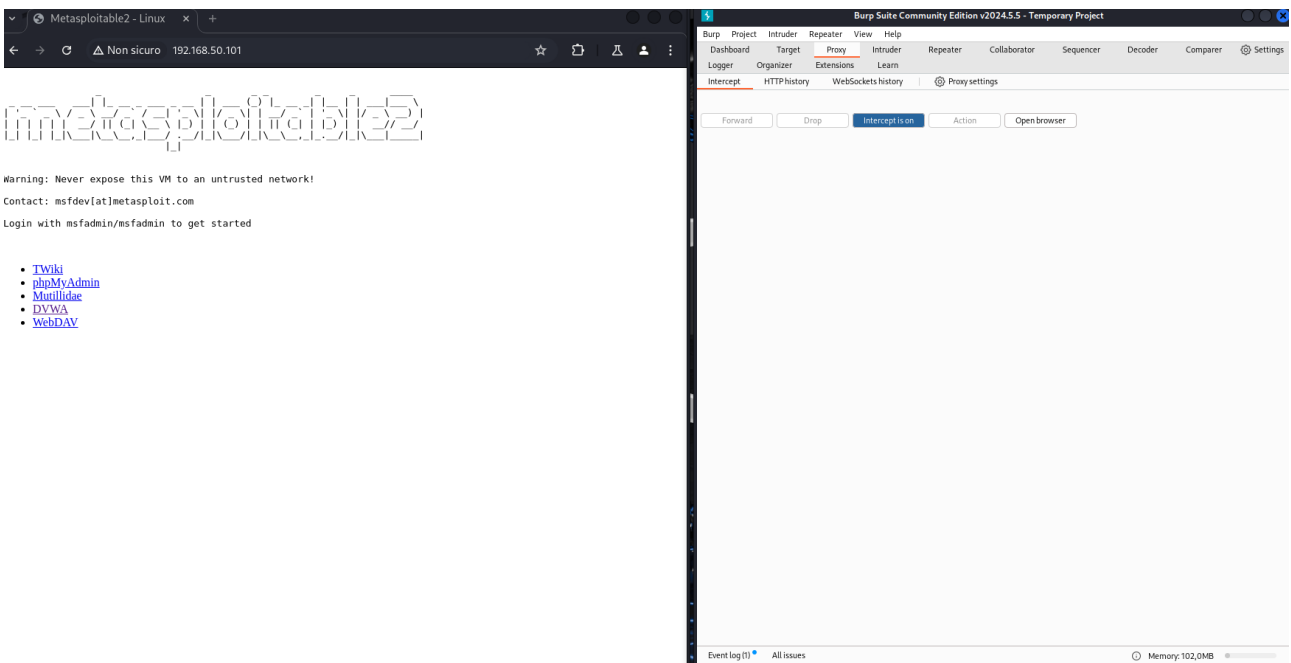 Metasploitable2 - Linux
Non sicuro 192.168.50.101
metasploitable2
Warning: Never expose this VM to an untrusted network!
Contact: msfdev[at]metasploit.com
Login with msfadmin/msfadmin to get started
TWiki
phpMyAdmin
Mutillidae
DVWA
WebDAV
Burp Suite Community Edition v2024.5.5 - Temporary Project
Burp Project Intruder Repeater View Help
Dashboard Target Proxy Intruder Repeater Collaborator Sequencer Decoder Comparer Settings
Logger Organizer Extensions Learn
Intercept HTTP history WebSockets history Proxy settings
Forward Drop Intercept is on Action Open browser
Event log (1) All issues Memory: 102,0MB